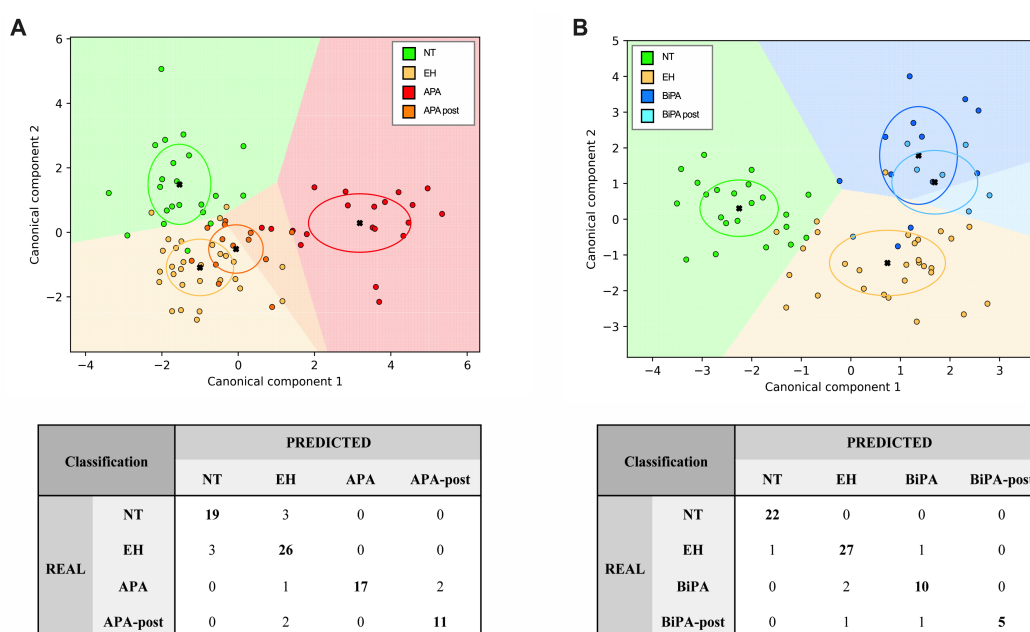 A
B
6
4
2
0
−2
−4
−2
0
2
4
6
Canonical component 1
Canonical component 2
NT
EH
APA
APA post
5
4
3
2
1
0
−1
−2
−3
−4
−3
−2
−1
0
1
2
3
Canonical component 1
Canonical component 2
NT
EH
BiPA
BiPA post
Classification PREDICTED
NT EH APA APA-post
REAL
NT 19 3 0 0
EH 3 26 0 0
APA 0 1 17 2
APA-post 0 2 0 11
Classification PREDICTED
NT EH BiPA BiPA-post
REAL
NT 22 0 0 0
EH 1 27 1 0
BiPA 0 2 10 0
BiPA-post 0 1 1 5